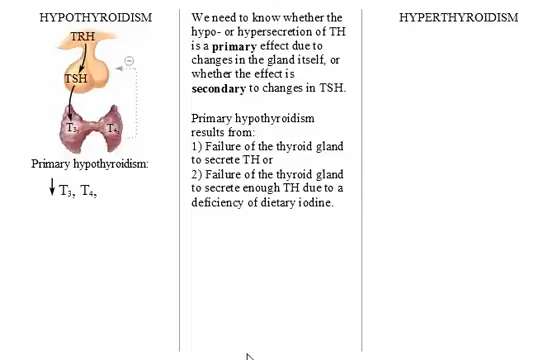 HYPOTHYROIDISM
TRH
TSH
T3, T4,
Primary hypothyroidism:
T3, T4,
We need to know whether the
hypo- or hypersecretion of TH
is a primary effect due to
changes in the gland itself, or
whether the effect is
secondary to changes in TSH.
Primary hypothyroidism
results from:
1) Failure of the thyroid gland
to secrete TH or
2) Failure of the thyroid gland
to secrete enough TH due to a
deficiency of dietary iodine.
HYPERTHYROIDISM